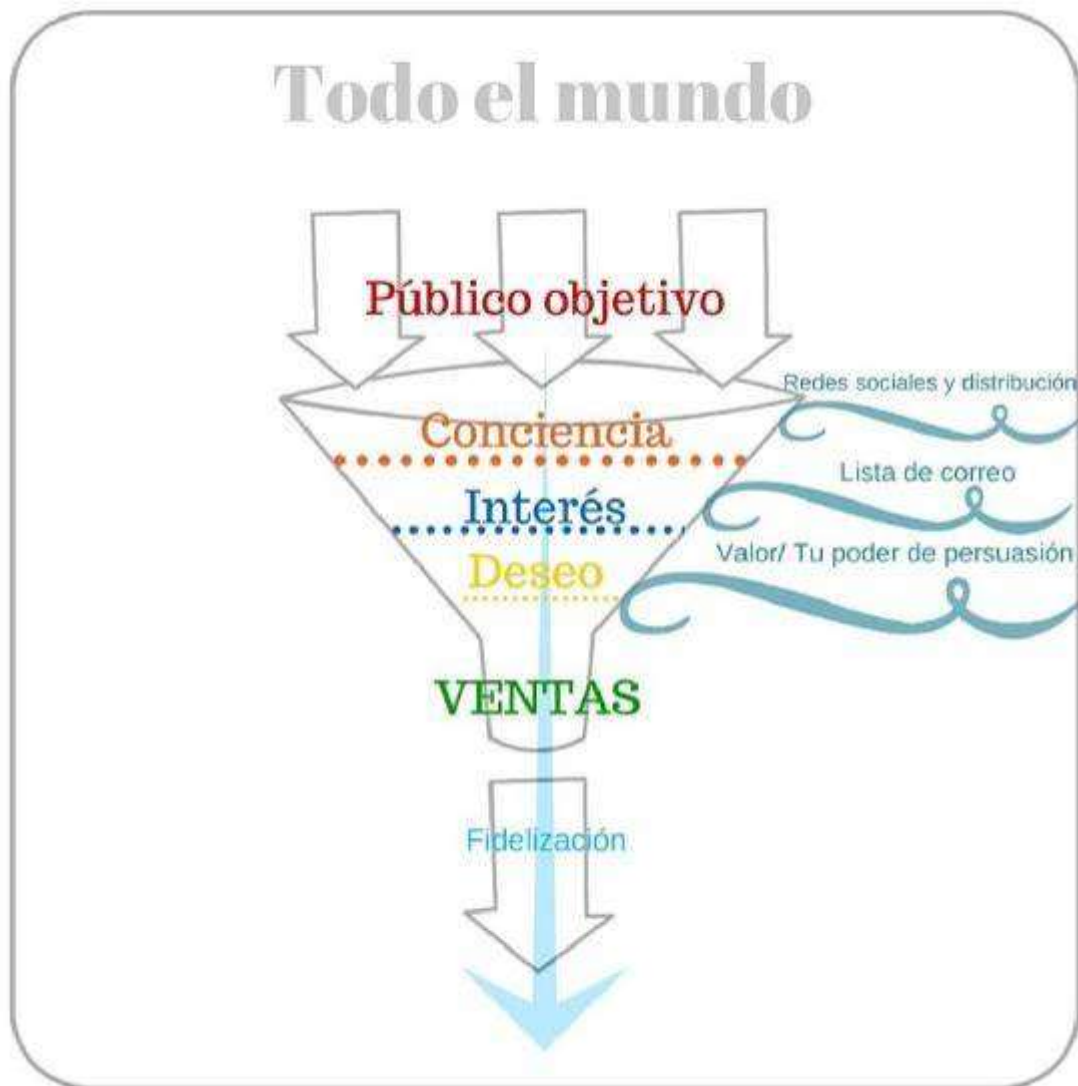 Todo el mundo
Público objetivo
Redes sociales y distribución
Conciencia
Lista de correo
Interés
Valor/ Tu poder de persuasión
Deseo
VENTAS
Fidelización